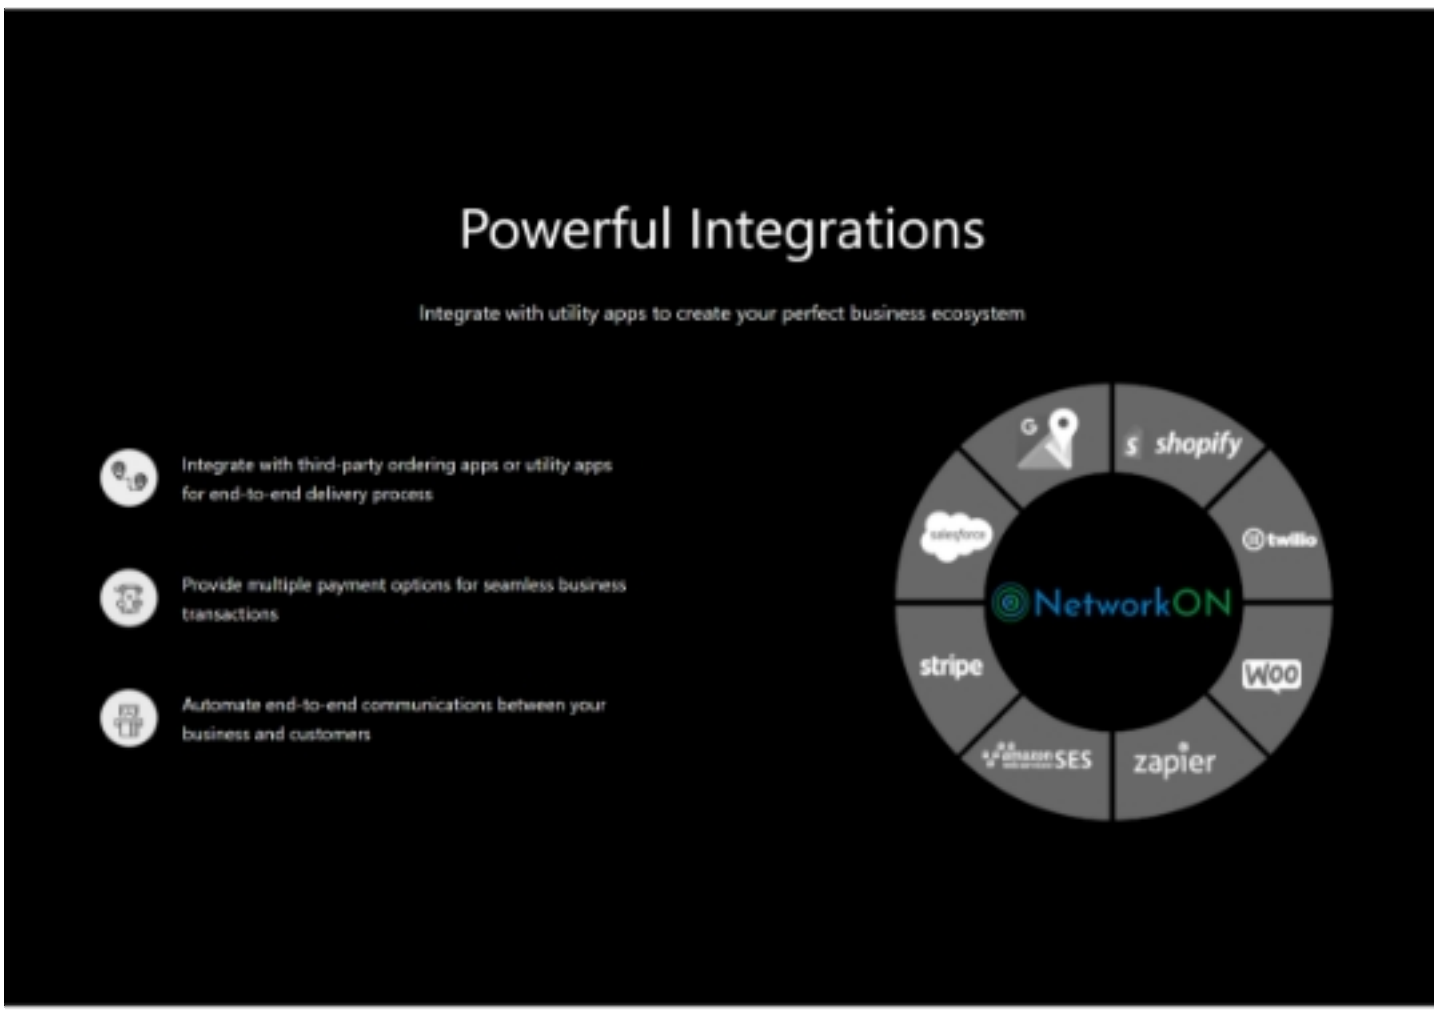 Powerful Integrations
Integrate with utility apps to create your perfect business ecosystem
Integrate with third-party ordering apps or utility apps
for end-to-end delivery process
Provide multiple payment options for seamless business
transactions
Automate end-to-end communications between your
business and customers
G
S shopify
salesforce
twilio
NetworkON
stripe
WOO
amazon SES
zapier